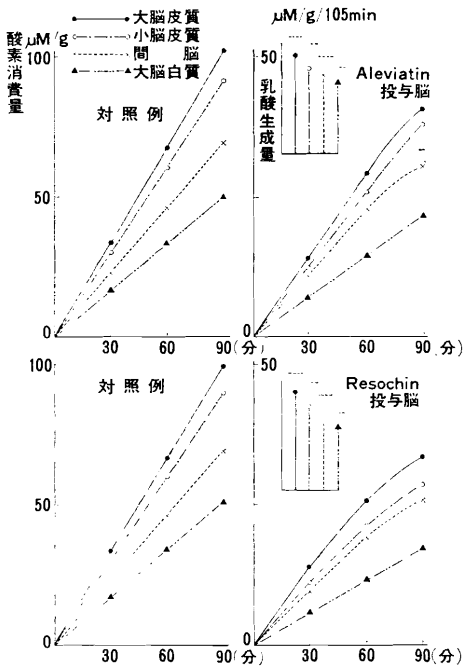 酸素消費量
μM/g
大脳皮質
小脳皮質
間 脳
大脳白質
対照例
100
50
0
30
60
90(分)
μM/g/105min
50
乳酸生成量
Aleviatin
投与脳
0
30
60
90(分)
100
対照例
50
0
30
60
90(分)
50
Resochin
投与脳
0
30
60
90(分)